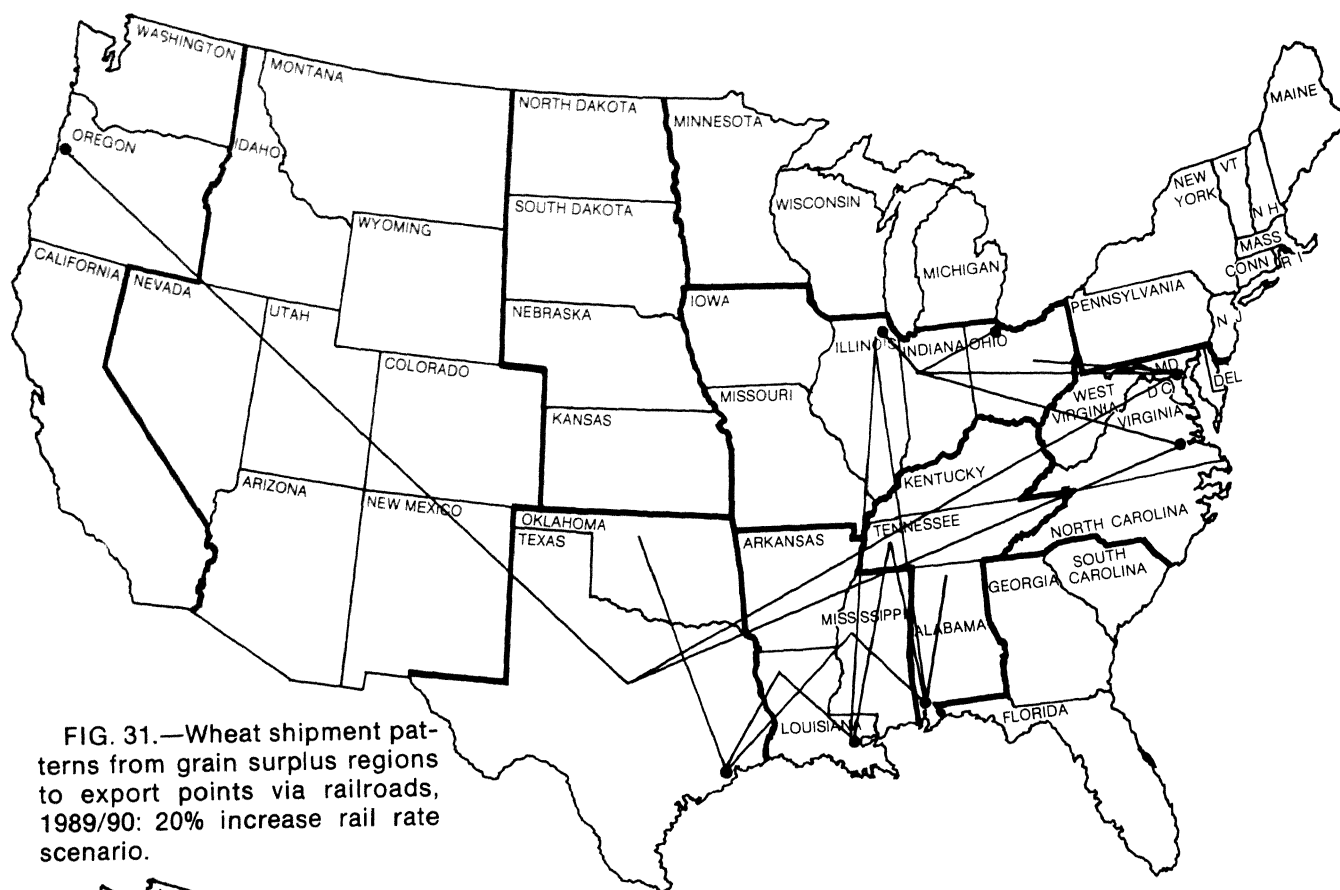 WASHINGTON
MONTANA
NORTH DAKOTA
MINNESOTA
MAINE
OREGON
IDAHO
VT
NEW
YORK
N H
SOUTH DAKOTA
WISCONSIN
WYOMING
MASS
CONN
R I
CALIFORNIA
NEVADA
MICHIGAN
PENNSYLVANIA
IOWA
NEBRASKA
UTAH
N J
ILLINOIS
INDIANA
OHIO
COLORADO
MD
D C
DEL
MISSOURI
WEST
VIRGINIA
VIRGINIA
KANSAS
KENTUCKY
ARIZONA
NEW MEXICO
OKLAHOMA
TENNESSEE
NORTH CAROLINA
TEXAS
ARKANSAS
SOUTH
CAROLINA
GEORGIA
MISSISSIPPI
ALABAMA
FLORIDA
LOUISIANA
FIG. 31.—Wheat shipment pat-
terns from grain surplus regions
to export points via railroads,
1989/90: 20% increase rail rate
scenario.